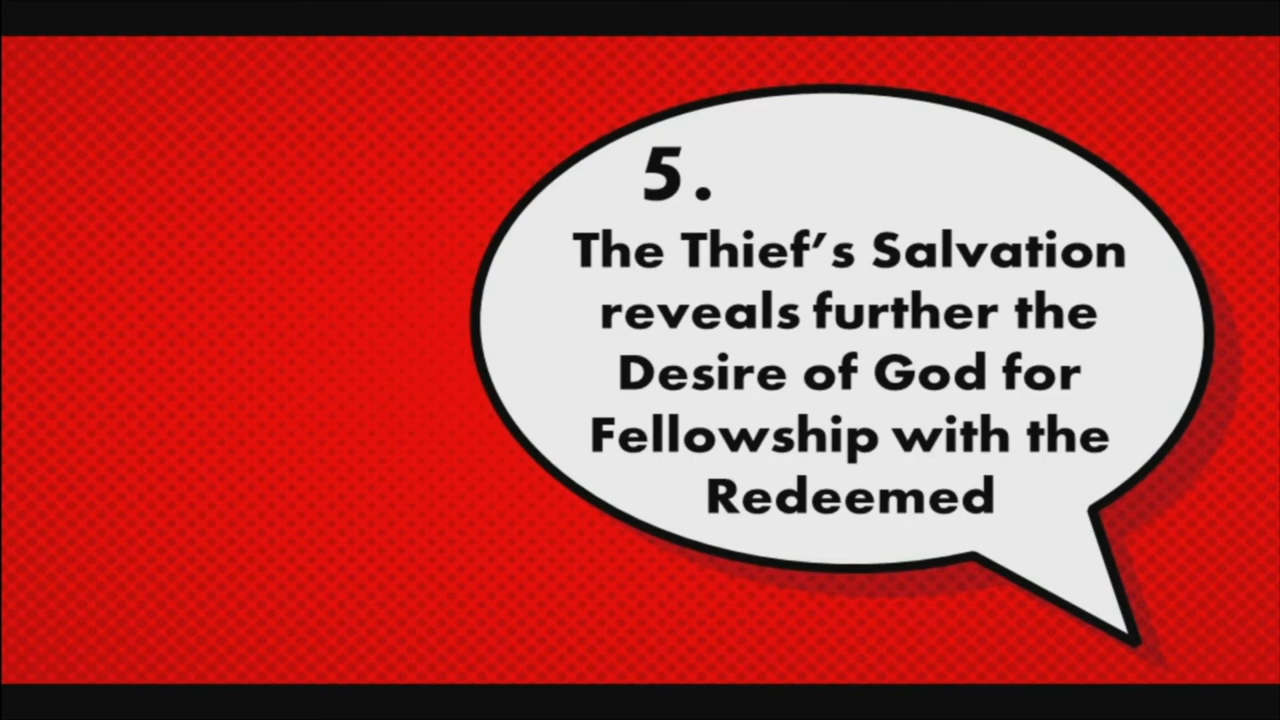 5.
The Thief’s Salvation
reveals further the
Desire of God for
Fellowship with the
Redeemed